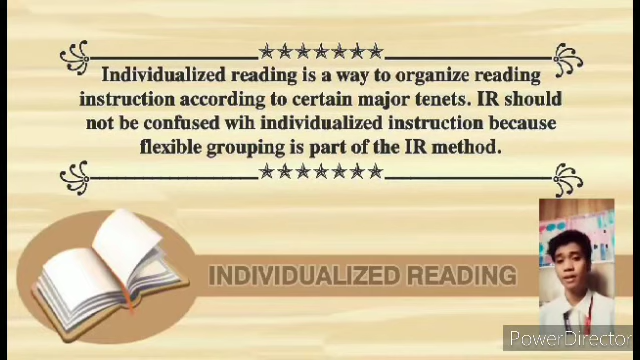 Individualized reading is a way to organize reading
instruction according to certain major tenets. IR should
not be confused wih individualized instruction because
flexible grouping is part of the IR method.
INDIVIDUALIZED READING
PowerDirector